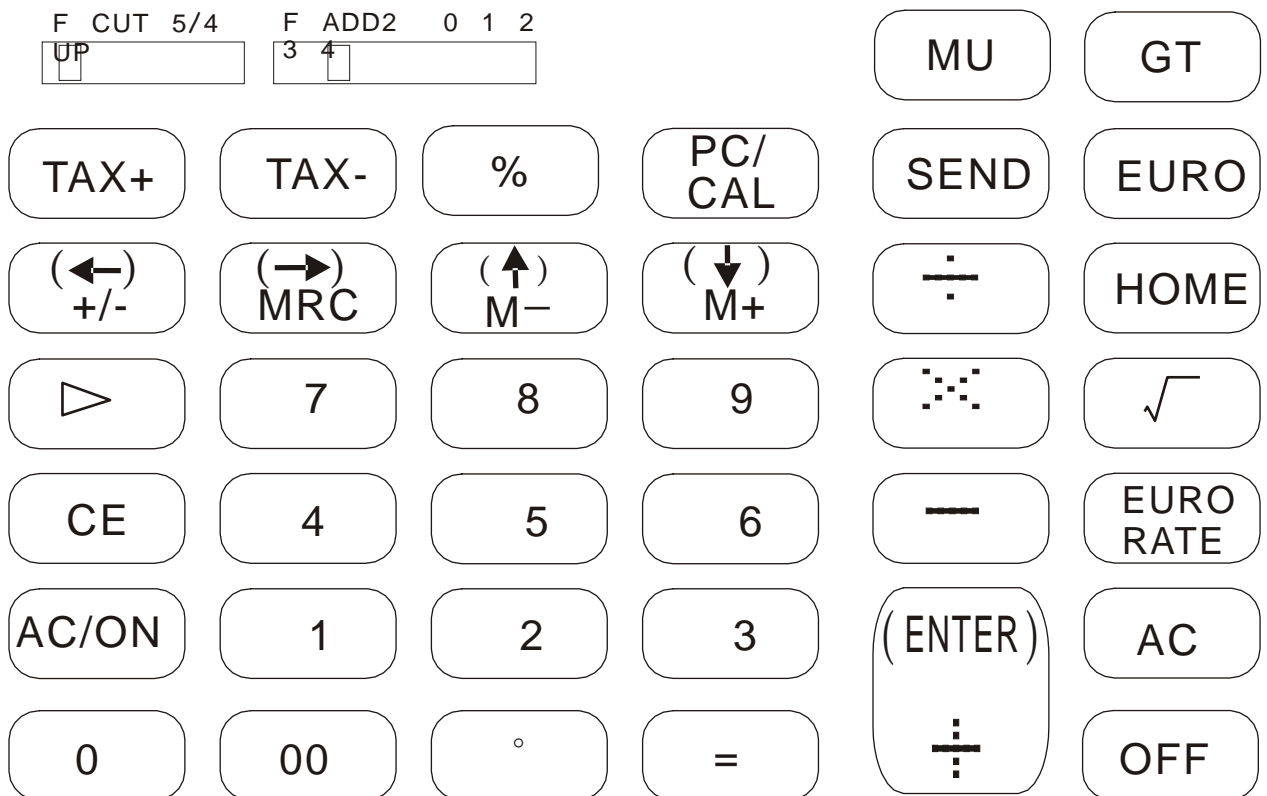 F CUT 5/4
UP
F ADD2 0 1 2
3 4
MU
GT
TAX+
TAX-
%
PC/
CAL
SEND
EURO
(←)
+/-
(→)
MRC
(↑)
M−
(↓)
M+
÷
HOME
▷
7
8
9
×
√
CE
4
5
6
−
EURO
RATE
AC/ON
1
2
3
(ENTER)
+
AC
0
00
°
=
OFF